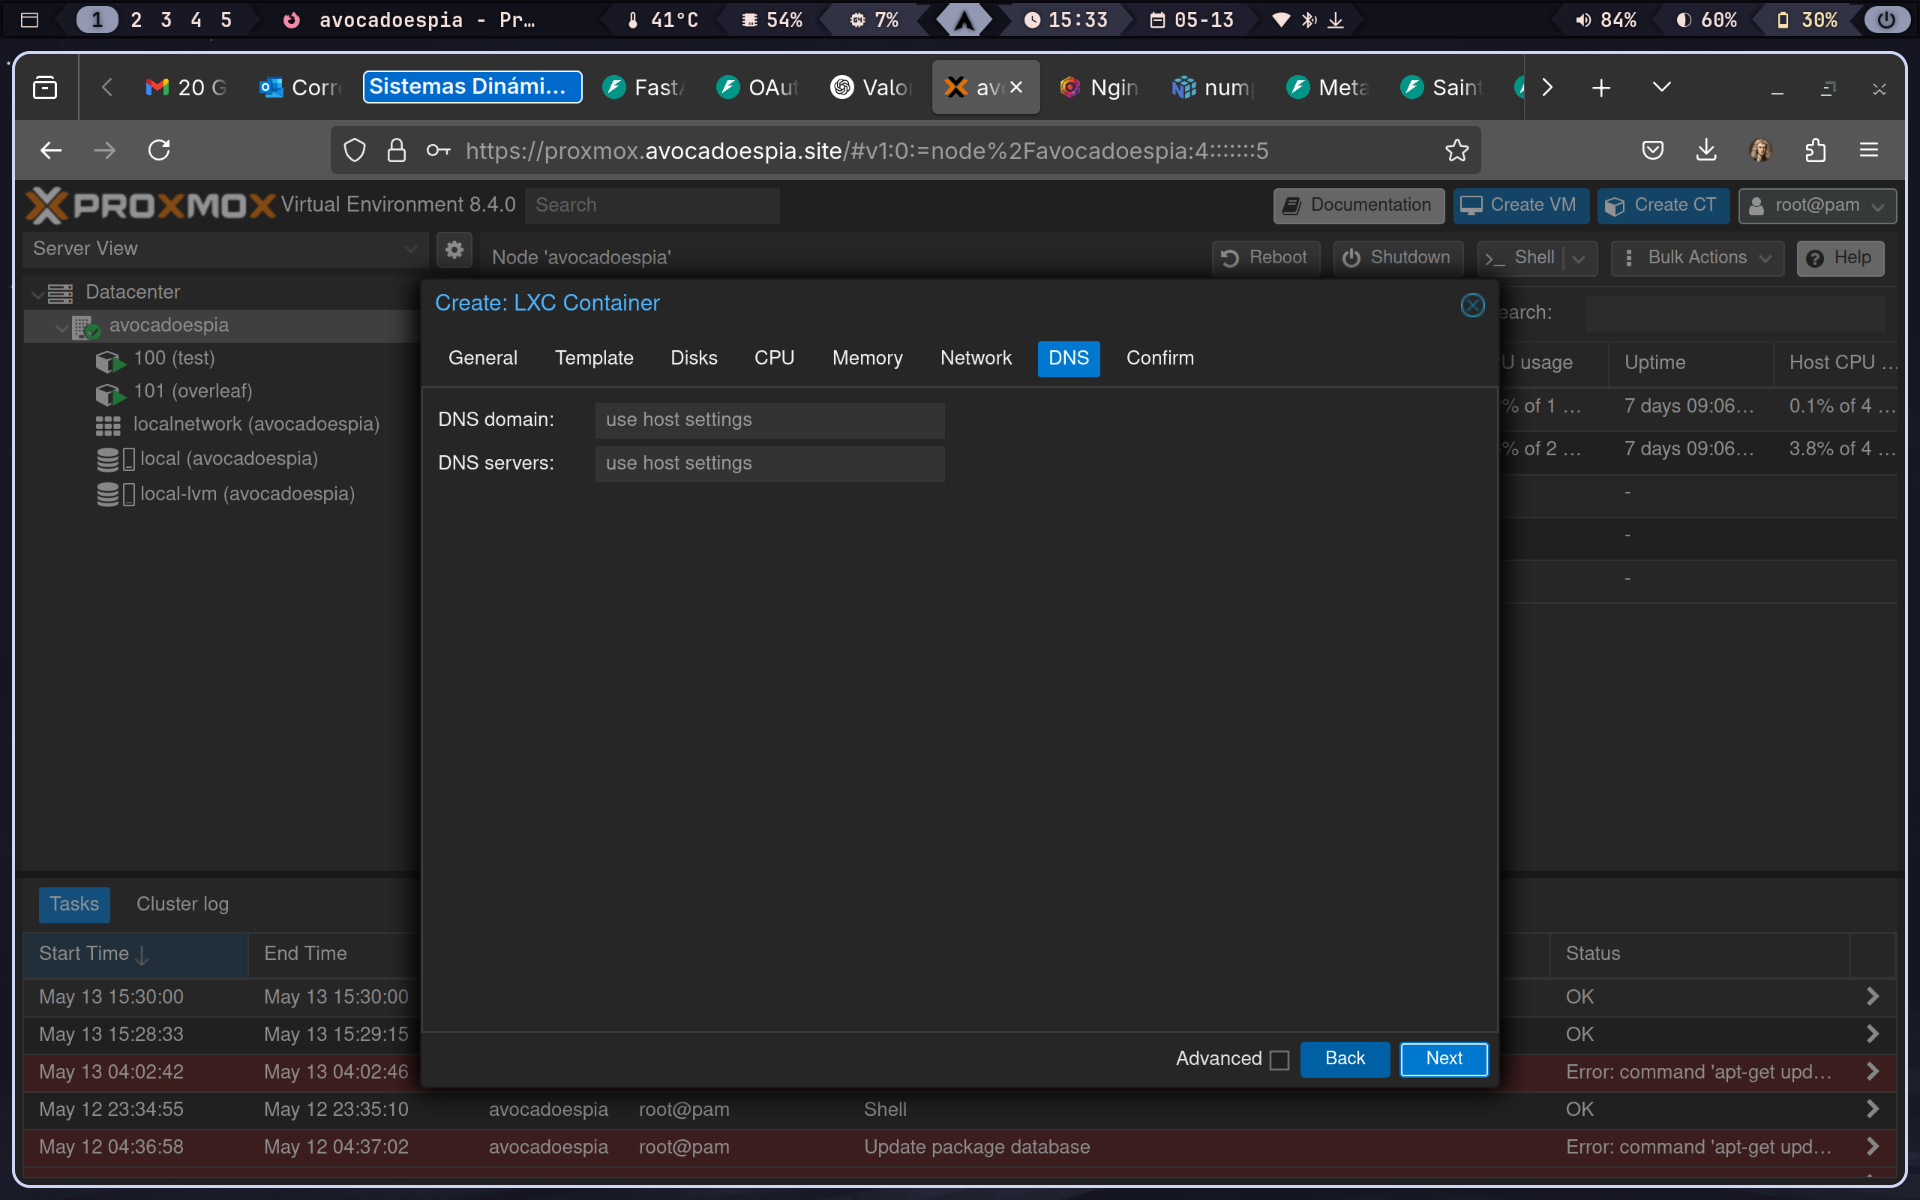 1 2 3 4 5 avocadoespia - Pr... 41°C 54% 7% 15:33 05-13 84% 60% 30%
20 G Corre Sistemas Dinámi... FastA OAut Valo av Ngin num Meta Saint
https://proxmox.avocadoespia.site/#v1:0:=node%2Favocadoespia:4:::::::5
PROXMOX Virtual Environment 8.4.0 Search Documentation Create VM Create CT root@pam
Server View Node 'avocadoespia' Reboot Shutdown Shell Bulk Actions Help
Datacenter
avocadoespia
100 (test)
101 (overleaf)
localnetwork (avocadoespia)
local (avocadoespia)
local-lvm (avocadoespia)
earch:
U usage Uptime Host CPU ...
% of 1 ... 7 days 09:06... 0.1% of 4 ...
% of 2 ... 7 days 09:06... 3.8% of 4 ...
-
-
-
Create: LXC Container
General Template Disks CPU Memory Network DNS Confirm
DNS domain: use host settings
DNS servers: use host settings
Advanced Back Next
Tasks Cluster log
Start Time End Time Status
May 13 15:30:00 May 13 15:30:00 OK
May 13 15:28:33 May 13 15:29:15 OK
May 13 04:02:42 May 13 04:02:46 Error: command 'apt-get upd...
May 12 23:34:55 May 12 23:35:10 avocadoespia root@pam Shell OK
May 12 04:36:58 May 12 04:37:02 avocadoespia root@pam Update package database Error: command 'apt-get upd...